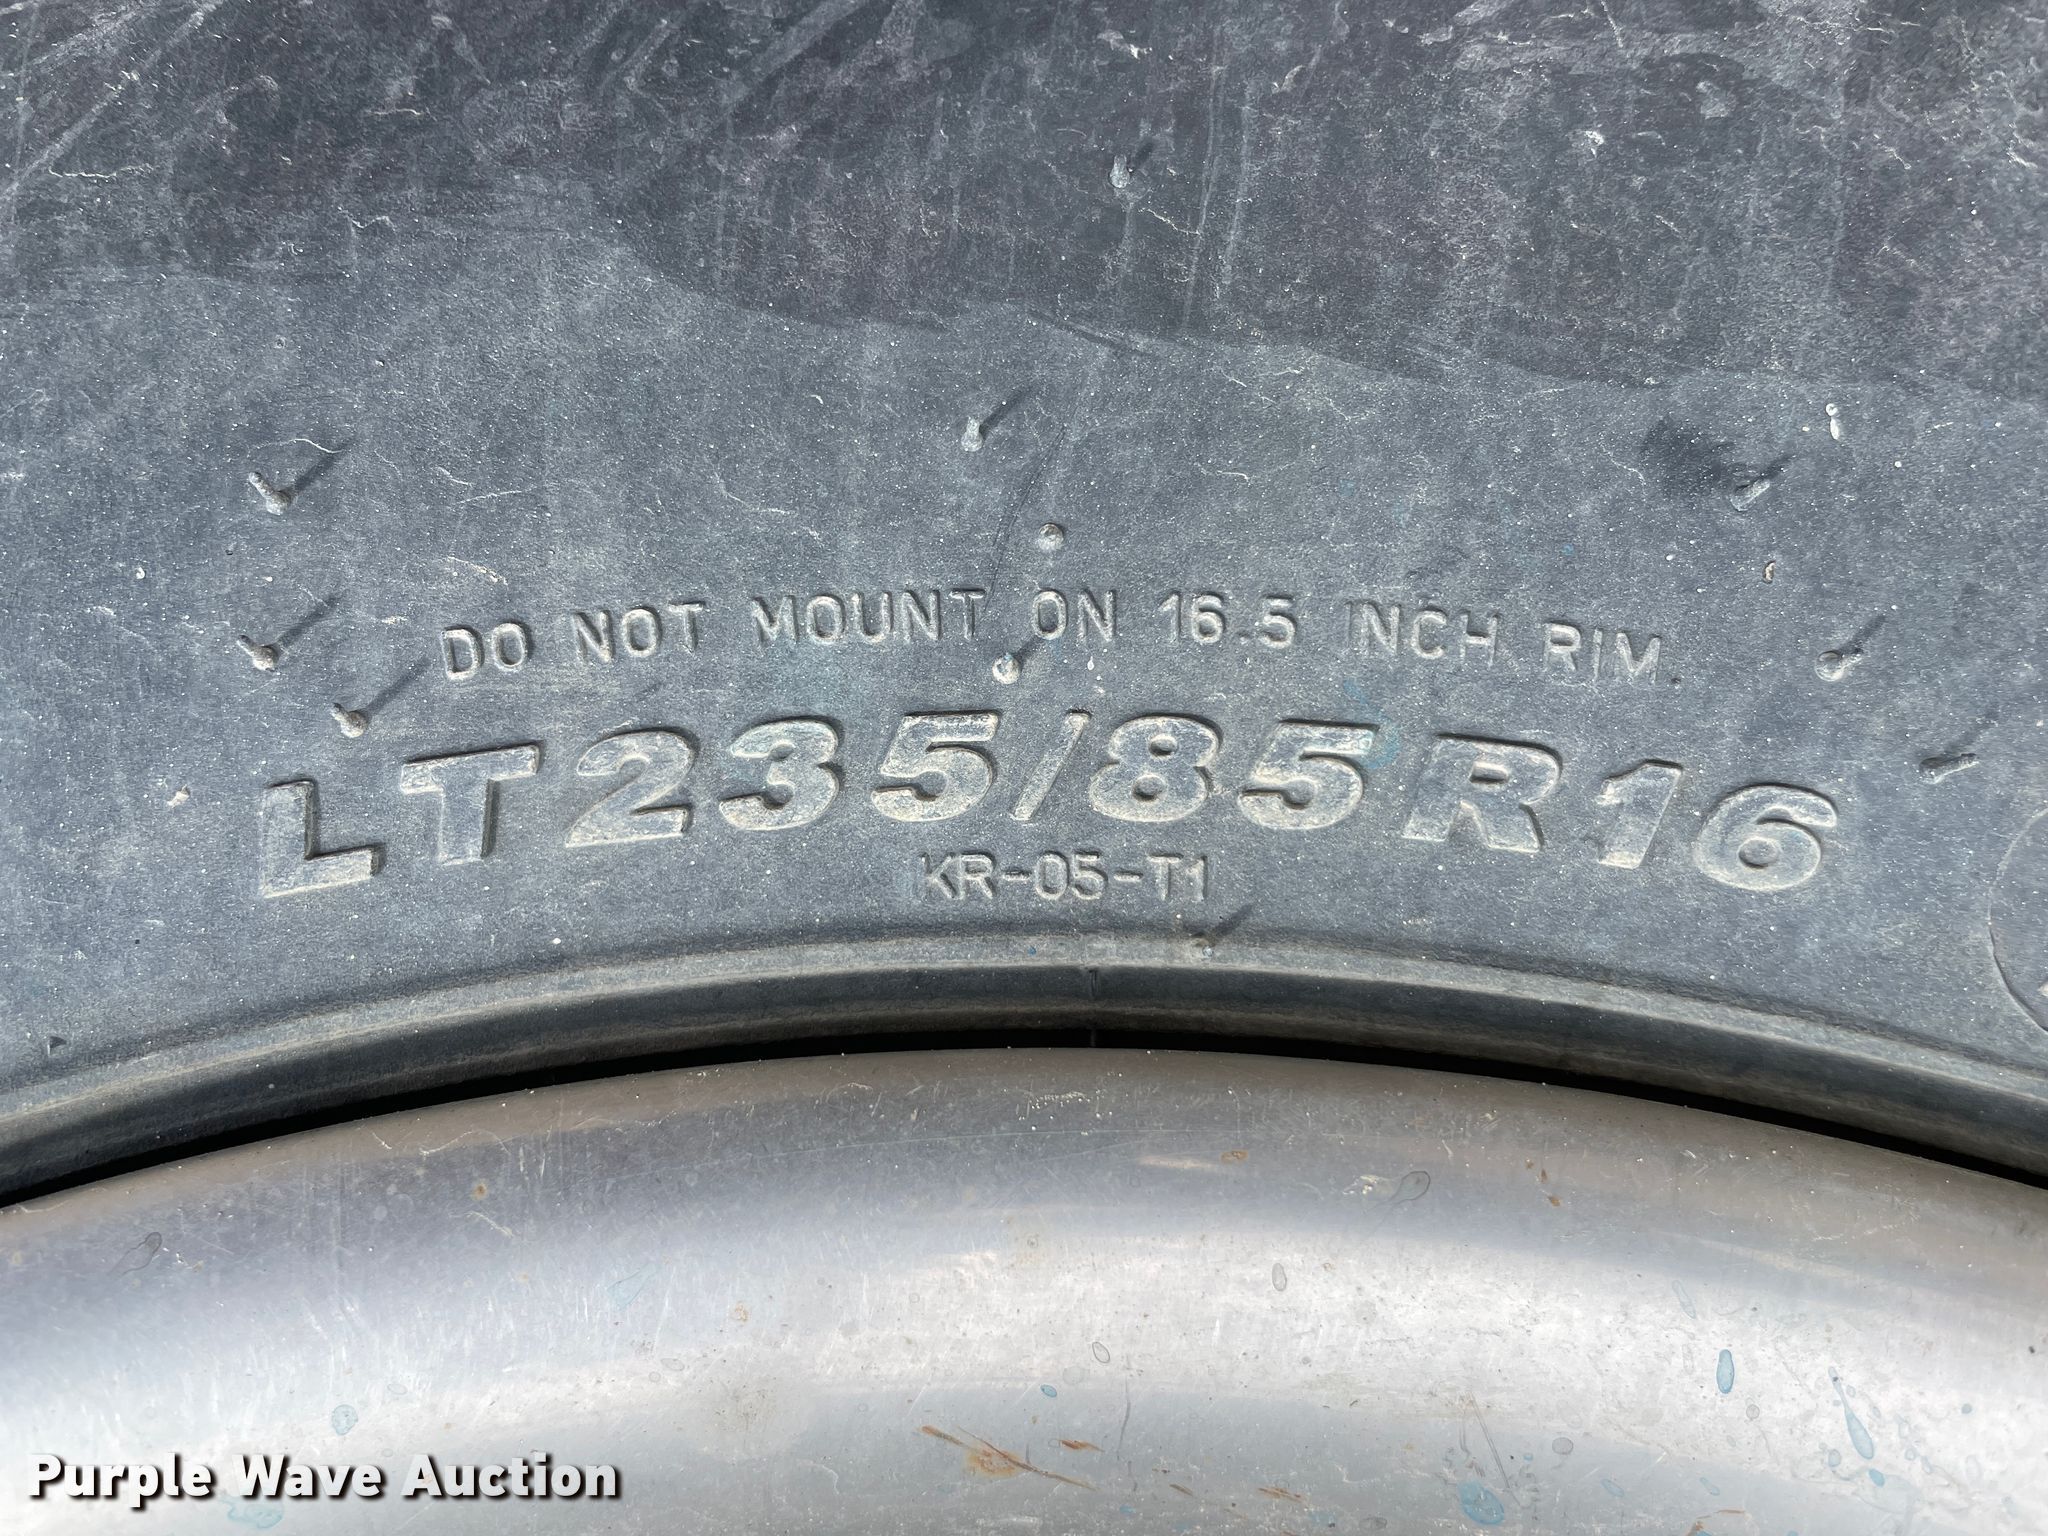 DO NOT MOUNT ON 16.5 INCH RIM.
LT235/85R16
KR-05-T1
Purple Wave Auction